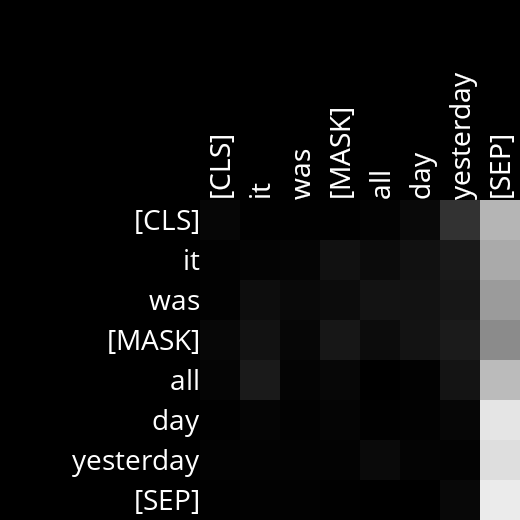 [CLS] it was [MASK] all day yesterday [SEP]
[CLS]
it
was
[MASK]
all
day
yesterday
[SEP]